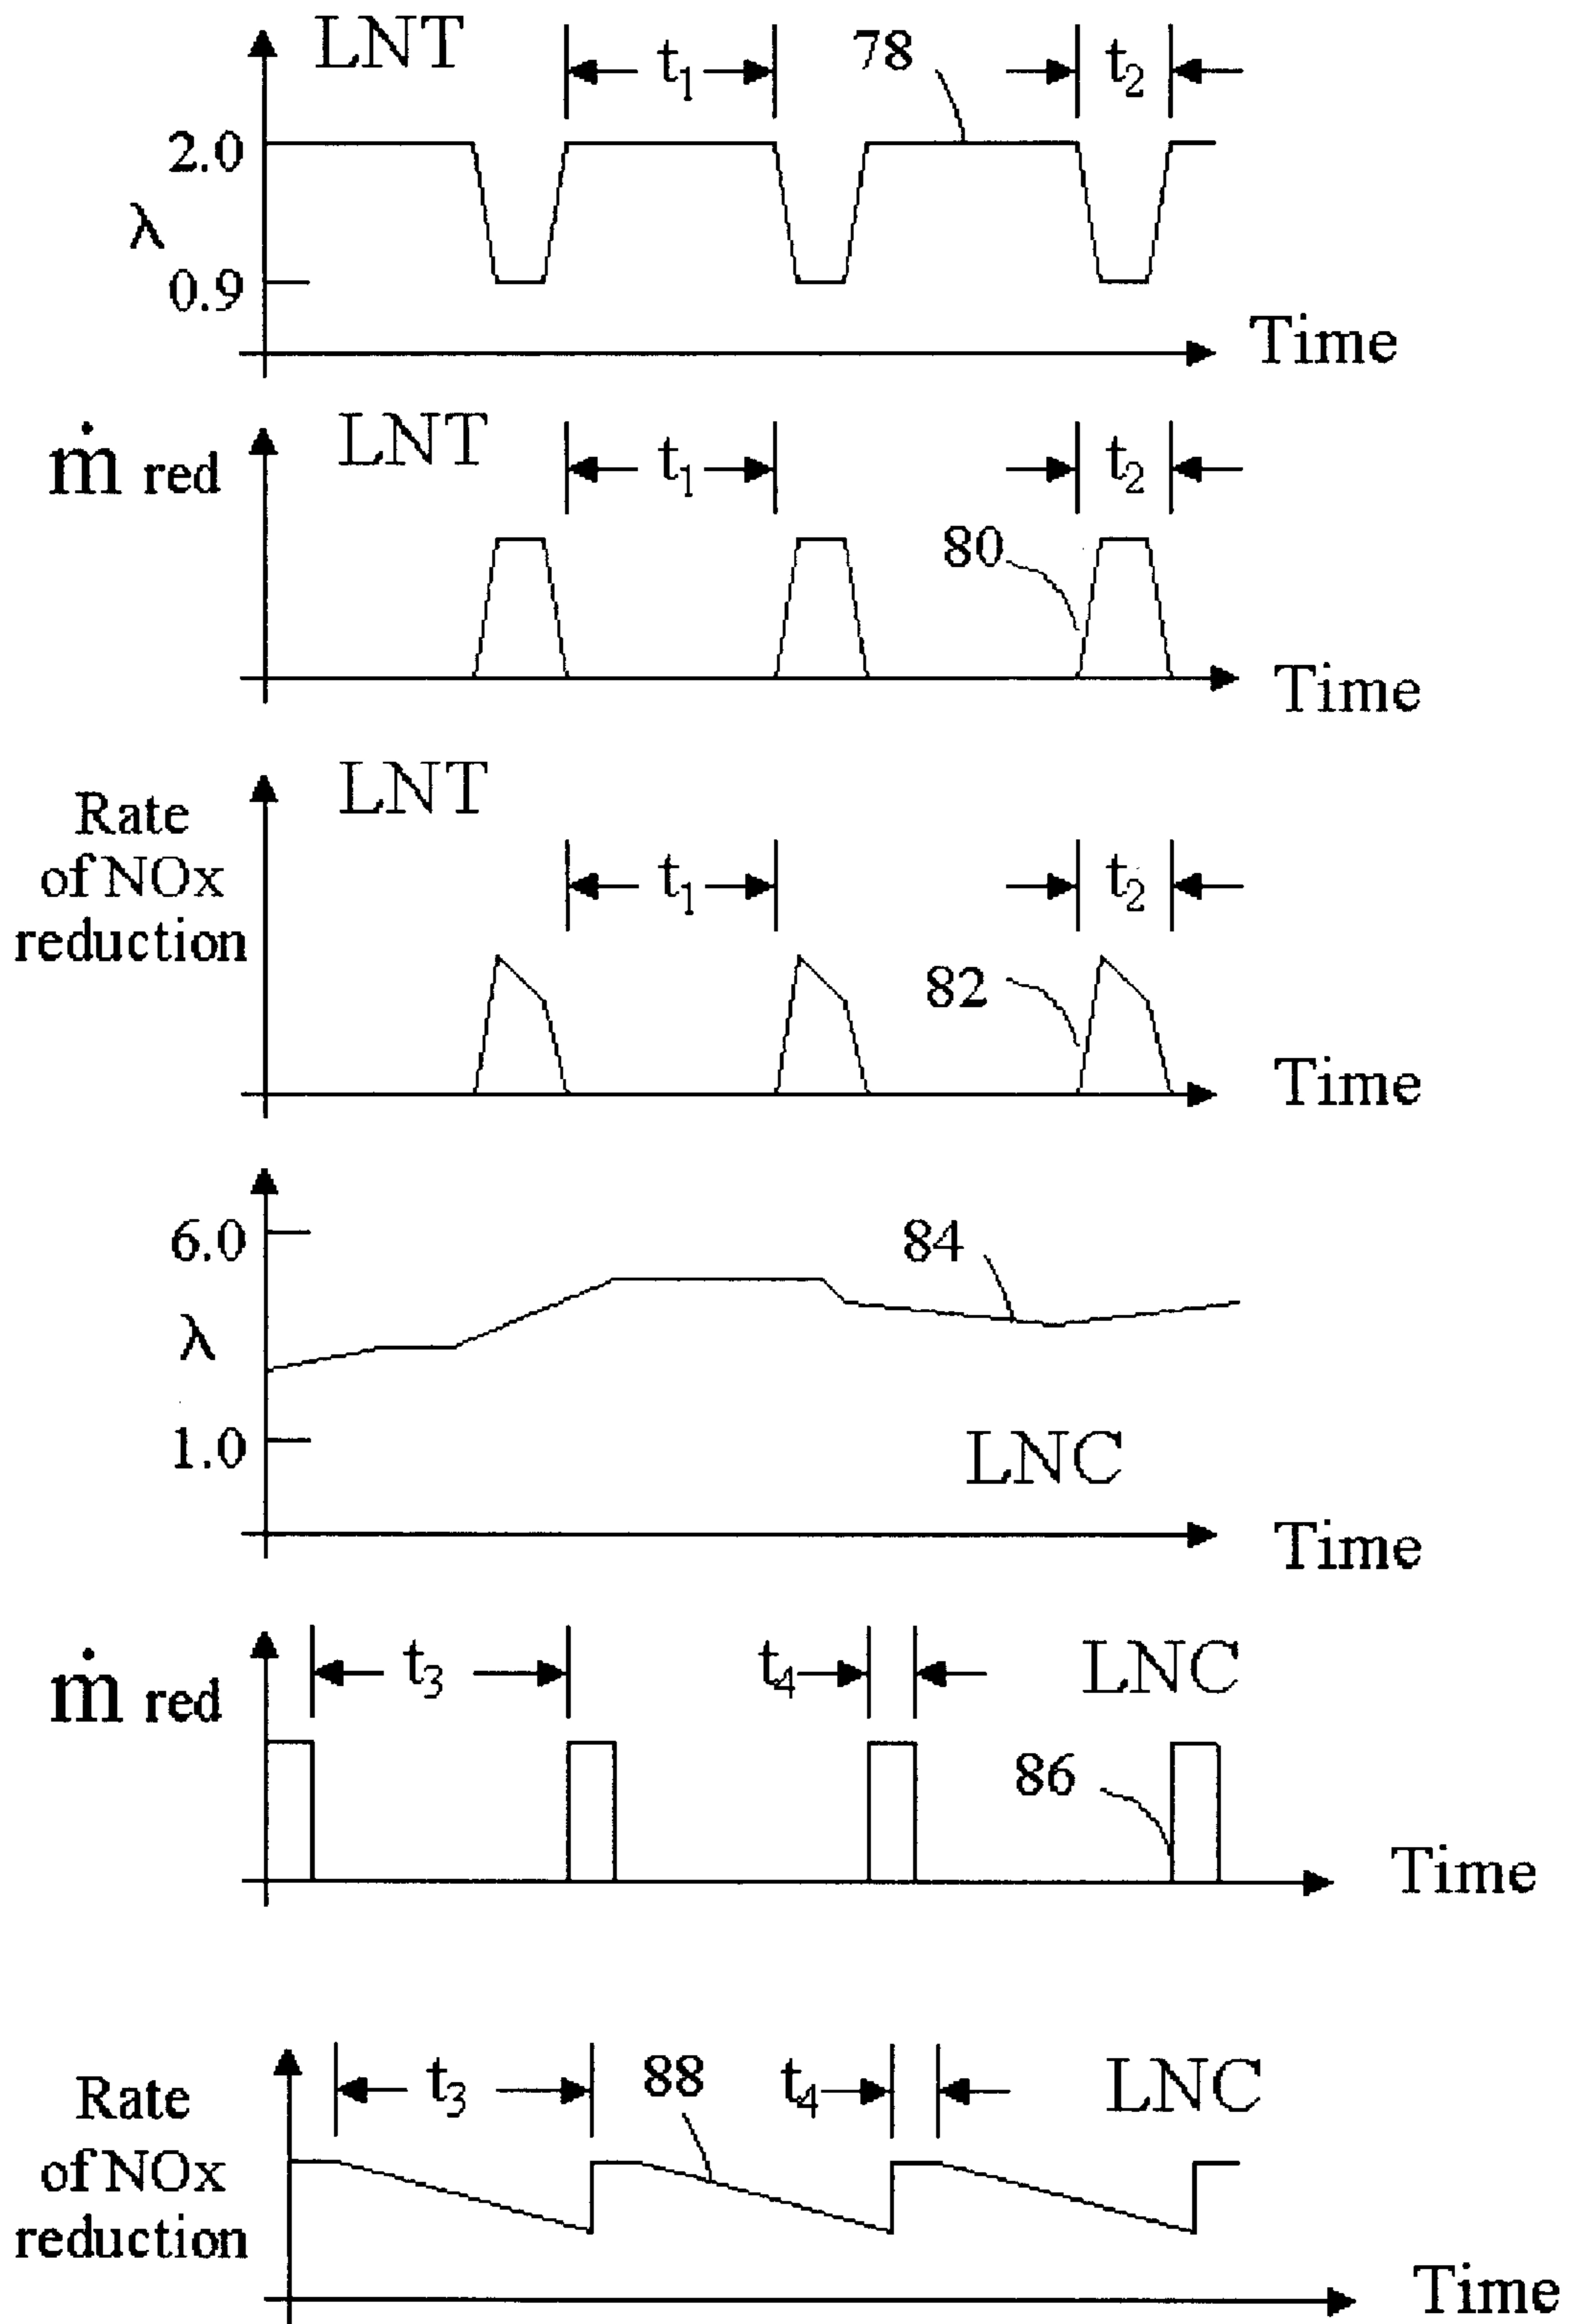 LNT
t1
78
t2
2.0
λ
0.9
Time
ṁ red
LNT
t1
t2
80
Time
LNT
Rate
of NOx
reduction
t1
t2
82
Time
6.0
84
λ
1.0
LNC
Time
ṁ red
t3
t4
LNC
86
Time
Rate
of NOx
reduction
t3
88
t4
LNC
Time